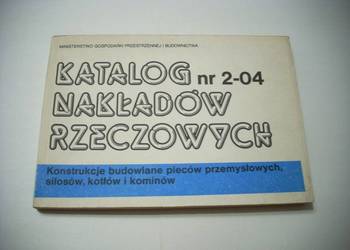 MINISTERSTWO GOSPODARKI PRZESTRZENNEJ I BUDOWNICTWA
KATALOG nr 2-04
NAKŁADÓW
RZECZOWYCH
Konstrukcje budowlane pieców przemysłowych,
silosów, kotłów i kominów